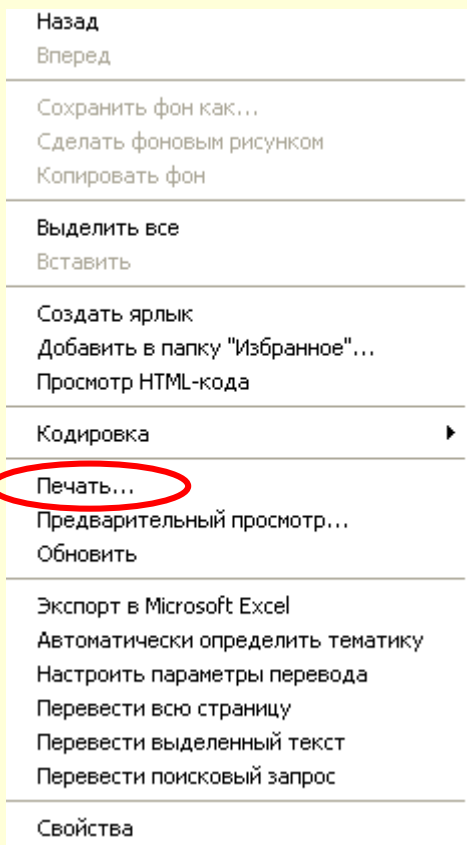 Назад
Вперед
Сохранить фон как...
Сделать фоновым рисунком
Копировать фон
Выделить все
Вставить
Создать ярлык
Добавить в папку "Избранное"...
Просмотр HTML-кода
Кодировка
Печать...
Предварительный просмотр...
Обновить
Экспорт в Microsoft Excel
Автоматически определить тематику
Настроить параметры перевода
Перевести всю страницу
Перевести выделенный текст
Перевести поисковый запрос
Свойства